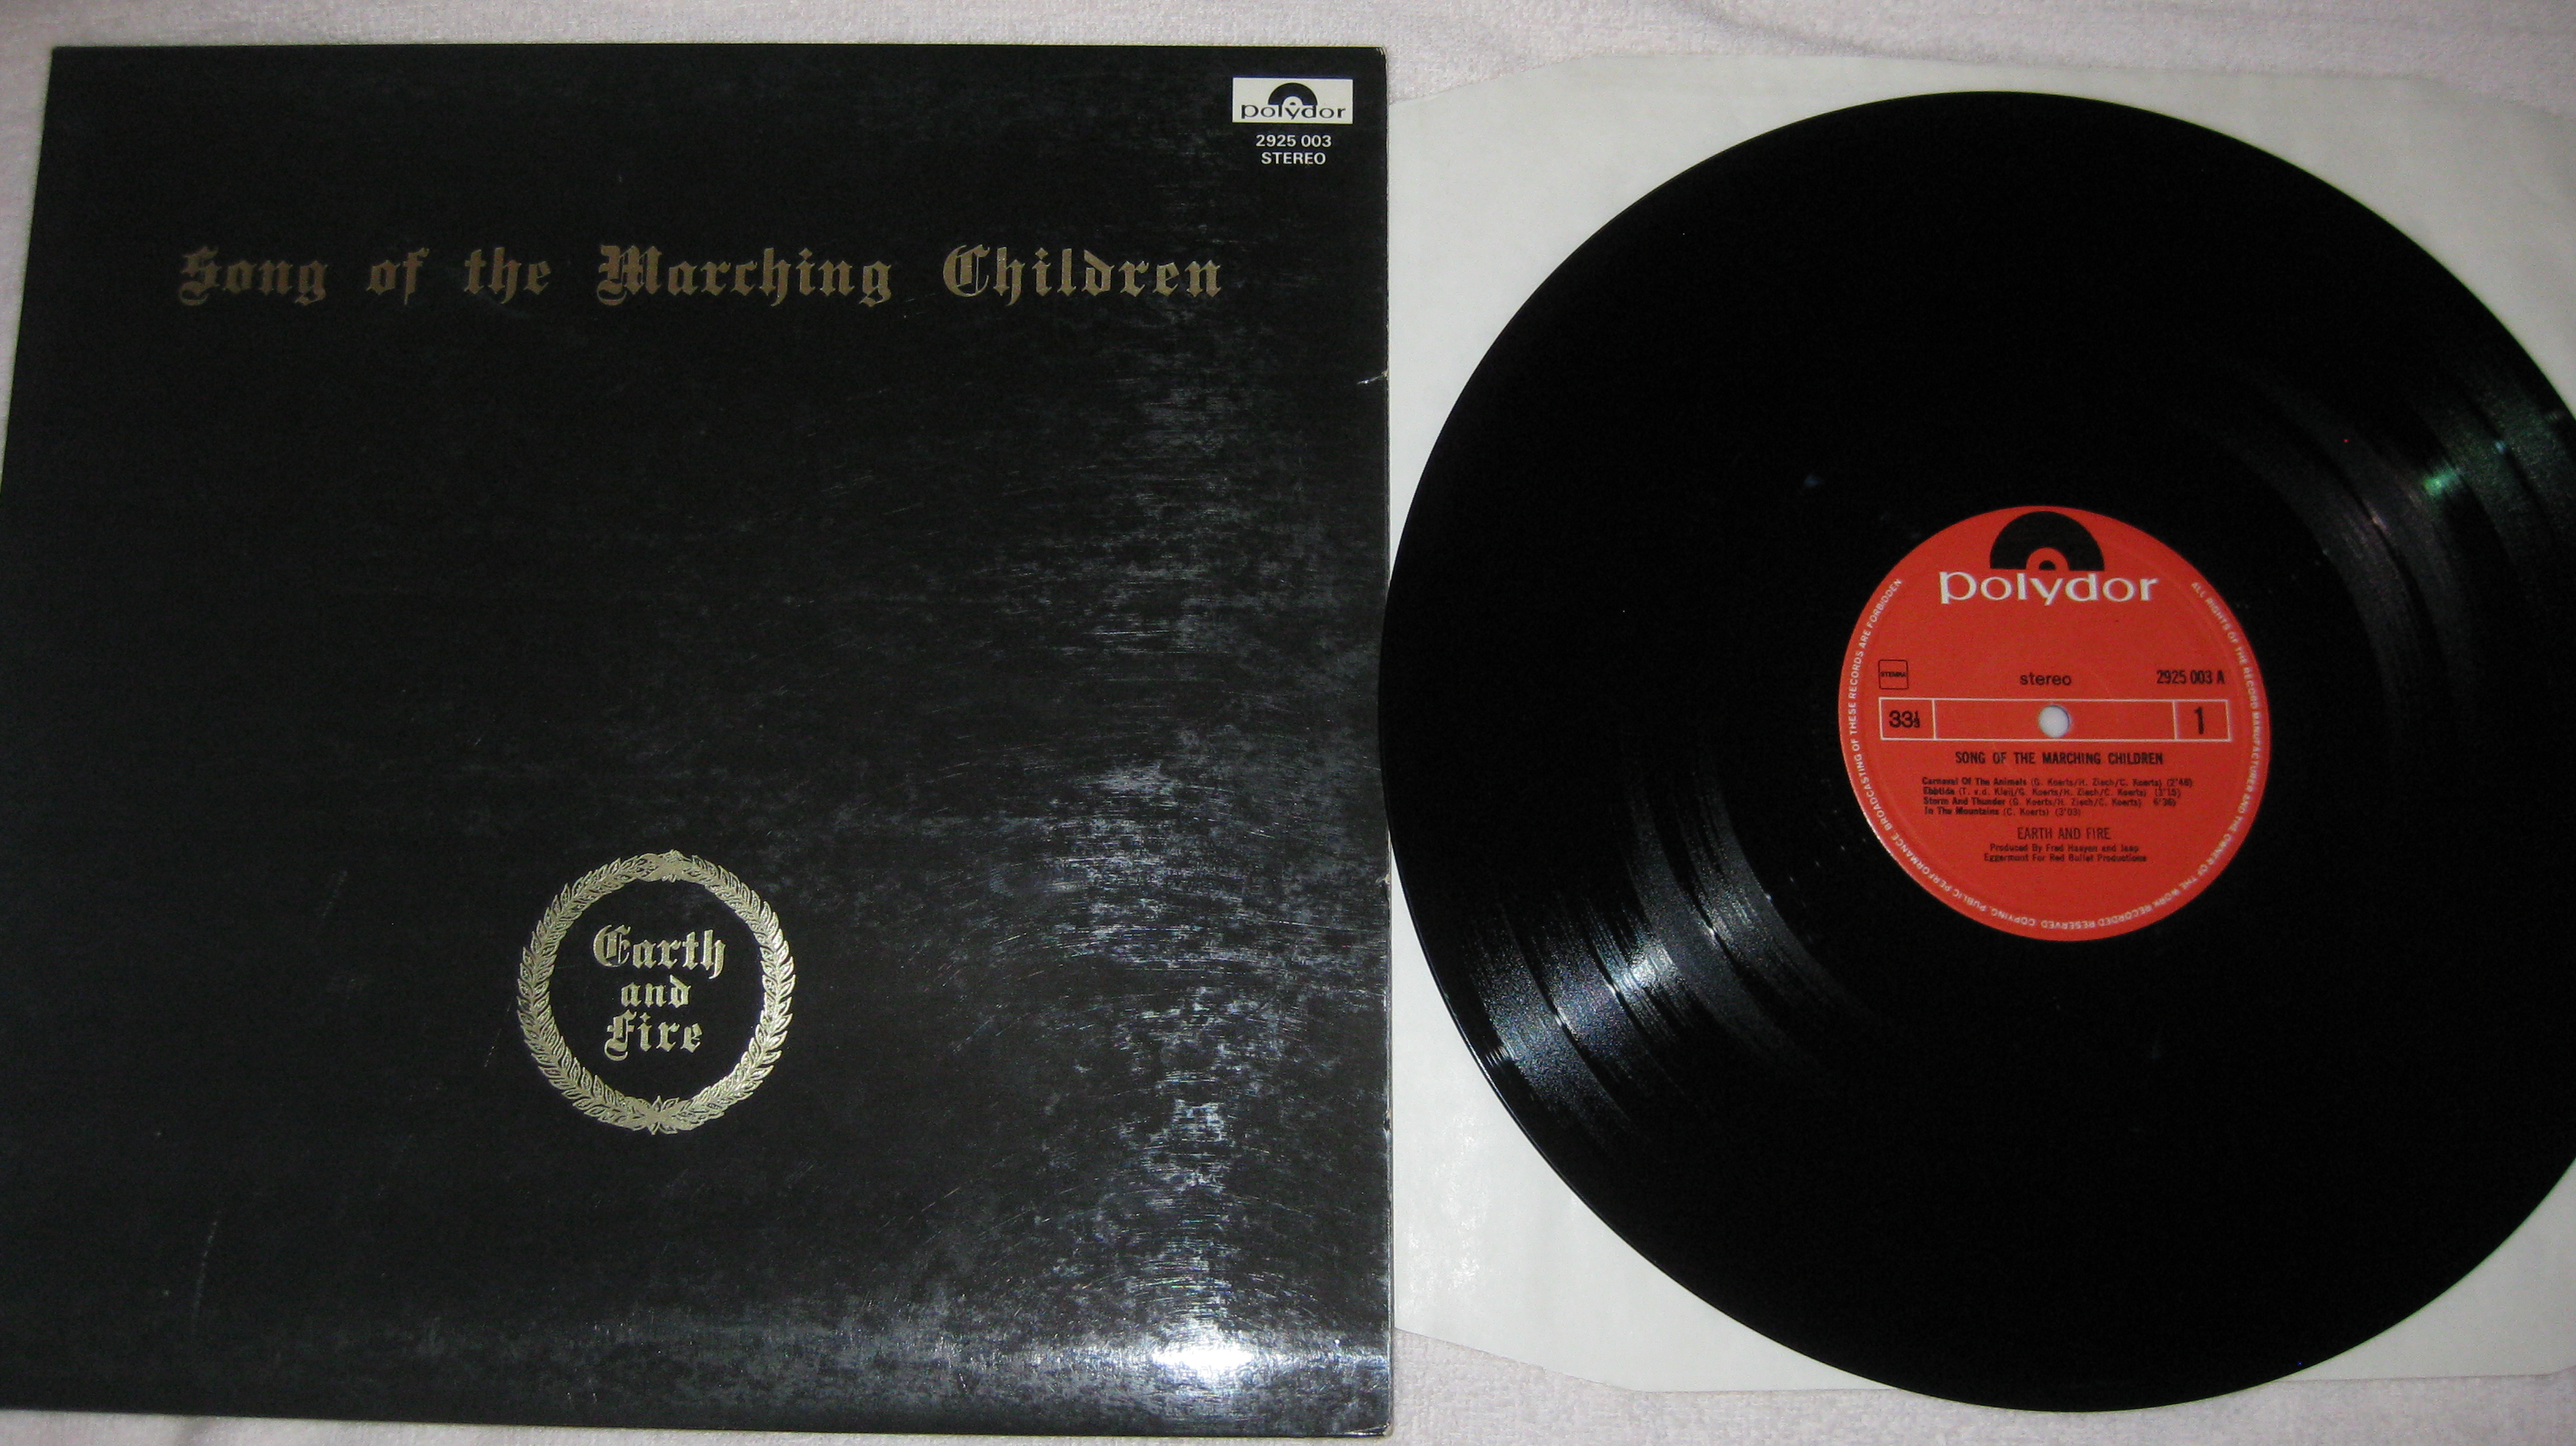 polydor
2925 003
STEREO
Song of the Marching Children
Earth
and
Fire
polydor
STEMRA
stereo
2925 003 A
33⅓
1
SONG OF THE MARCHING CHILDREN
Carnaval Of The Animals (G. Koerts/H. Ziech/C. Koerts) (2'46)
Ebbtide (T. v.d. Kleij/G. Koerts/H. Ziech/C. Koerts) (3'15)
Storm And Thunder (G. Koerts/H. Ziech/C. Koerts) 6'30)
In The Mountains (C. Koerts) (3'03)
EARTH AND FIRE
Produced By Fred Haayen and Jaap
Eggermont For Red Bullet Productions
ALL RIGHTS OF THE RECORD MANUFACTURER AND THE OWNER OF THE WORK RECORDED RESERVED. COPYING, PUBLIC PERFORMANCE BROADCASTING OF THESE RECORDS ARE FORBIDDEN